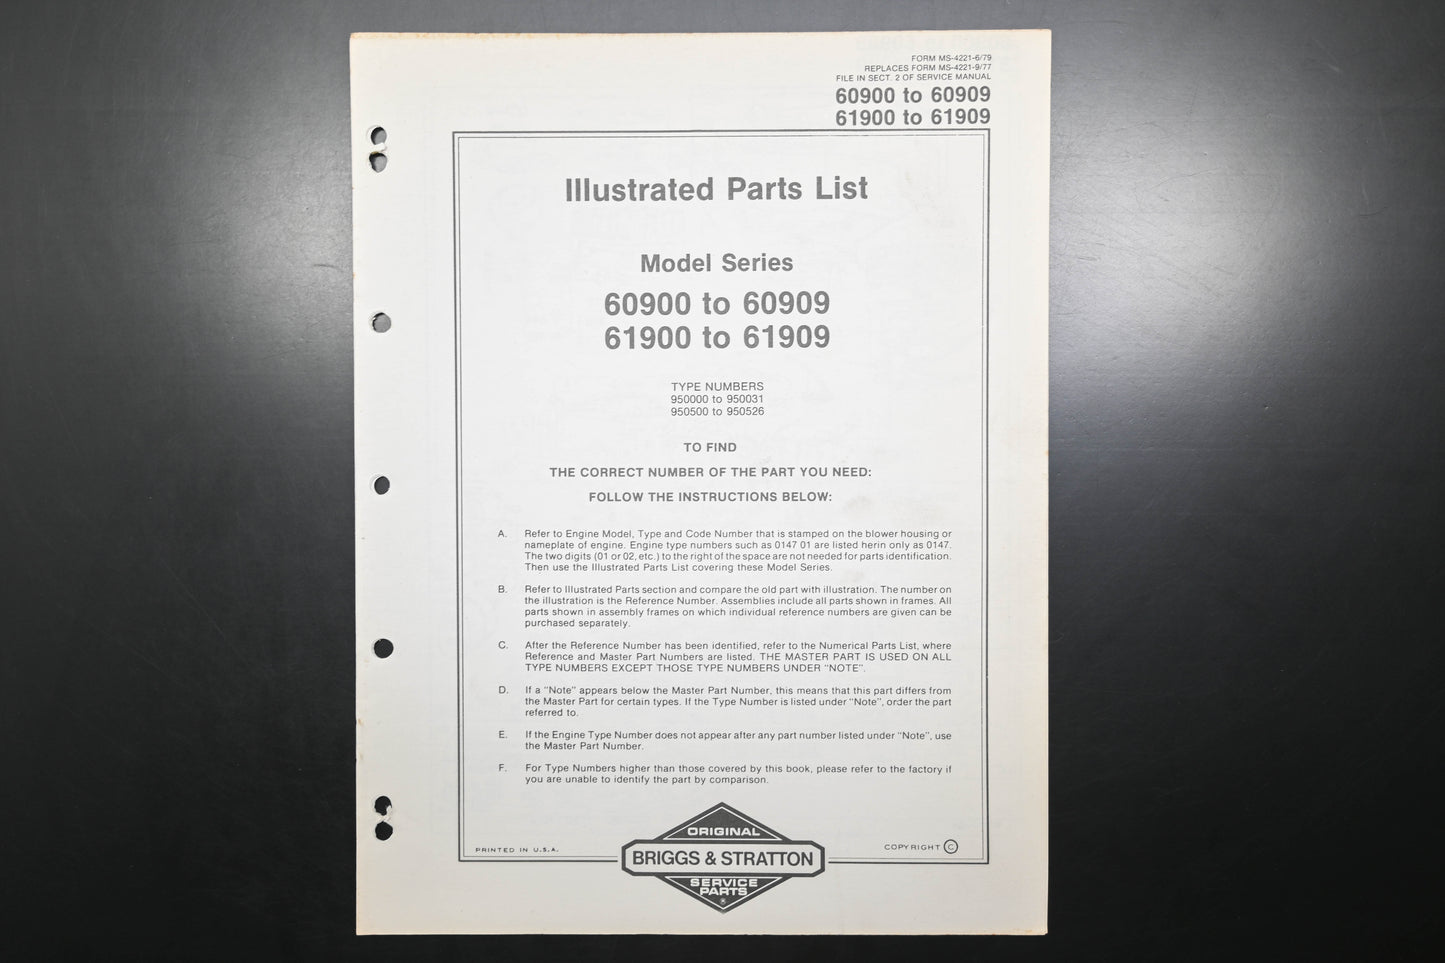 FORM MS-4221-6/79
REPLACES FORM MS-4221-9/77
FILE IN SECT. 2 OF SERVICE MANUAL
60900 to 60909
61900 to 61909
Illustrated Parts List
Model Series
60900 to 60909
61900 to 61909
TYPE NUMBERS
950000 to 950031
950500 to 950526
TO FIND
THE CORRECT NUMBER OF THE PART YOU NEED:
FOLLOW THE INSTRUCTIONS BELOW:
A. Refer to Engine Model, Type and Code Number that is stamped on the blower housing or
nameplate of engine. Engine type numbers such as 0147 01 are listed herin only as 0147.
The two digits (01 or 02, etc.) to the right of the space are not needed for parts identification.
Then use the Illustrated Parts List covering these Model Series.
B. Refer to Illustrated Parts section and compare the old part with illustration. The number on
the illustration is the Reference Number. Assemblies include all parts shown in frames. All
parts shown in assembly frames on which individual reference numbers are given can be
purchased separately.
C. After the Reference Number has been identified, refer to the Numerical Parts List, where
Reference and Master Part Numbers are listed. THE MASTER PART IS USED ON ALL
TYPE NUMBERS EXCEPT THOSE TYPE NUMBERS UNDER "NOTE".
D. If a "Note" appears below the Master Part Number, this means that this part differs from
the Master Part for certain types. If the Type Number is listed under "Note", order the part
referred to.
E. If the Engine Type Number does not appear after any part number listed under "Note", use
the Master Part Number.
F. For Type Numbers higher than those covered by this book, please refer to the factory if
you are unable to identify the part by comparison.
PRINTED IN U.S.A.
ORIGINAL
BRIGGS & STRATTON
SERVICE
PARTS
®
COPYRIGHT ©